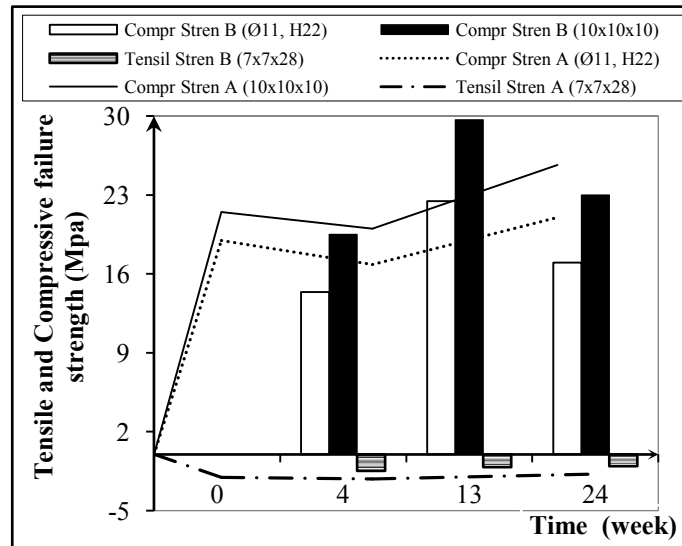 Compr Stren B (Ø11, H22)
Compr Stren B (10x10x10)
Tensil Stren B (7x7x28)
Compr Stren A (Ø11, H22)
Compr Stren A (10x10x10)
Tensil Stren A (7x7x28)
Tensile and Compressive failure
strength (Mpa)
30
23
16
9
2
-5
0
4
13
24
Time (week)